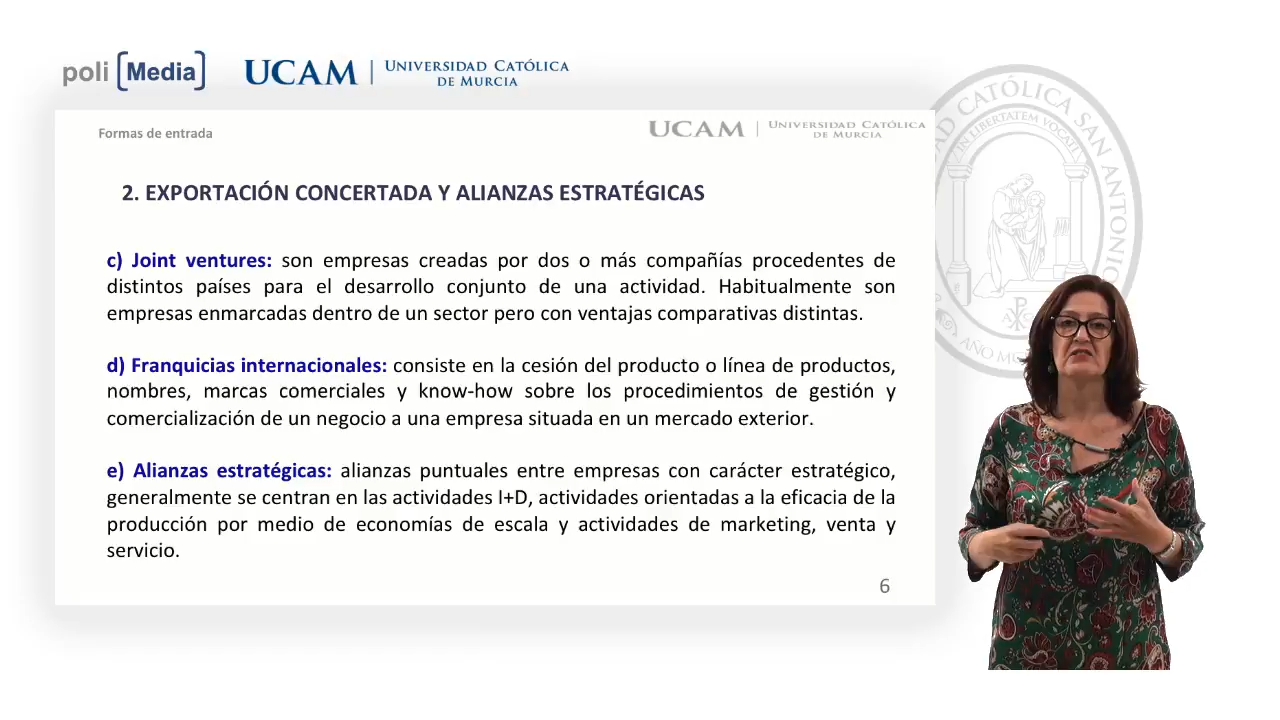 poli [Media]
UCAM | UNIVERSIDAD CATÓLICA
DE MURCIA
Formas de entrada
UCAM | UNIVERSIDAD CATÓLICA
DE MURCIA
2. EXPORTACIÓN CONCERTADA Y ALIANZAS ESTRATÉGICAS
c) Joint ventures: son empresas creadas por dos o más compañías procedentes de
distintos países para el desarrollo conjunto de una actividad. Habitualmente son
empresas enmarcadas dentro de un sector pero con ventajas comparativas distintas.
d) Franquicias internacionales: consiste en la cesión del producto o línea de productos,
nombres, marcas comerciales y know-how sobre los procedimientos de gestión y
comercialización de un negocio a una empresa situada en un mercado exterior.
e) Alianzas estratégicas: alianzas puntuales entre empresas con carácter estratégico,
generalmente se centran en las actividades I+D, actividades orientadas a la eficacia de la
producción por medio de economías de escala y actividades de marketing, venta y
servicio.
6
CATÓLICA SAN ANTONIO
IN LIBERTATEM VOCATI